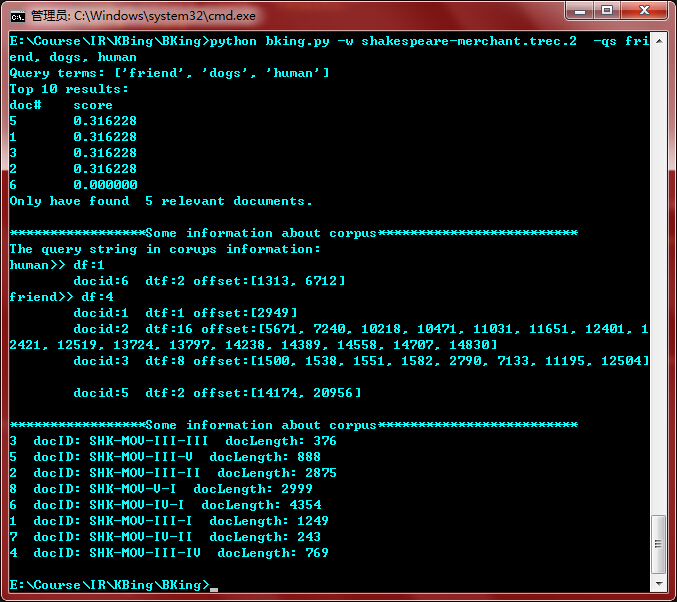 管理员: C:\Windows\system32\cmd.exe
E:\Course\IR\KBing\BKing>python bking.py -w shakespeare-merchant.trec.2  -qs fri
end, dogs, human
Query terms: ['friend', 'dogs', 'human']
Top 10 results:
doc#    score
5       0.316228
1       0.316228
3       0.316228
2       0.316228
6       0.000000
Only have found  5 relevant documents.
*****************Some information about corpus*************************
The query string in corups information:
human>> df:1
        docid:6  dtf:2 offset:[1313, 6712]
friend>> df:4
        docid:1  dtf:1 offset:[2949]
        docid:2  dtf:16 offset:[5671, 7240, 10218, 10471, 11031, 11651, 12401, 1
2421, 12519, 13724, 13797, 14238, 14389, 14558, 14707, 14830]
        docid:3  dtf:8 offset:[1500, 1538, 1551, 1582, 2790, 7133, 11195, 12504]
        docid:5  dtf:2 offset:[14174, 20956]
*****************Some information about corpus*************************
3  docID: SHK-MOV-III-III  docLength: 376
5  docID: SHK-MOV-III-V  docLength: 888
2  docID: SHK-MOV-III-II  docLength: 2875
8  docID: SHK-MOV-V-I  docLength: 2999
6  docID: SHK-MOV-IV-I  docLength: 4354
1  docID: SHK-MOV-III-I  docLength: 1249
7  docID: SHK-MOV-IV-II  docLength: 243
4  docID: SHK-MOV-III-IV  docLength: 769
E:\Course\IR\KBing\BKing>_